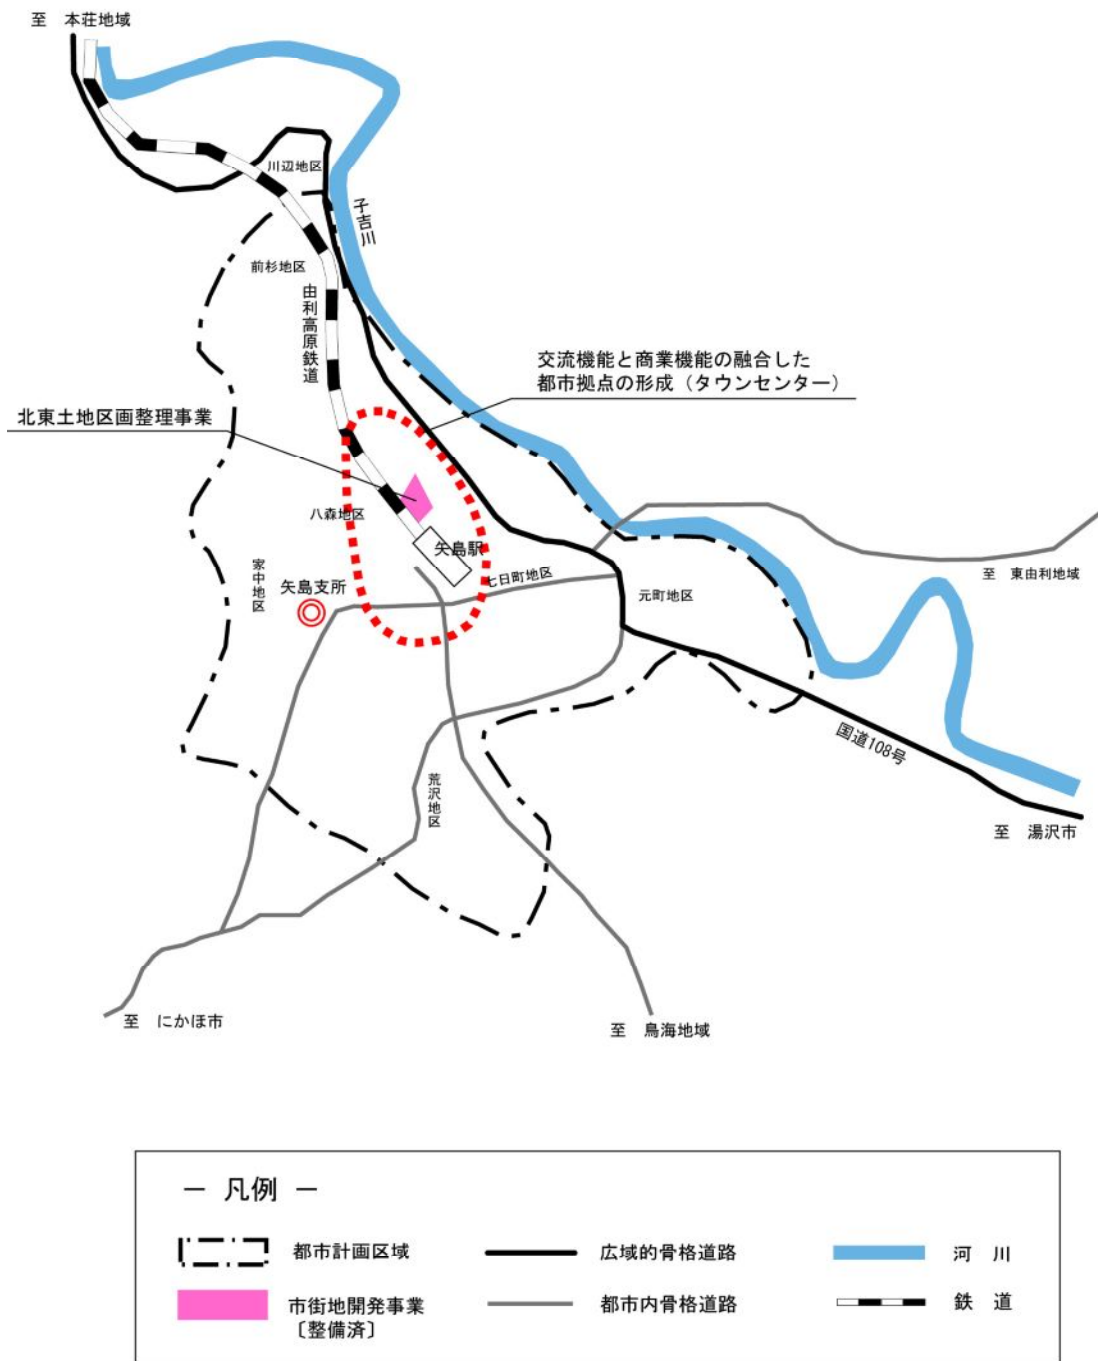 至 本荘地域
川辺地区
子吉川
前杉地区
由利高原鉄道
交流機能と商業機能の融合した
都市拠点の形成（タウンセンター）
北東土地区画整理事業
八森地区
矢島駅
家中地区
矢島支所
七日町地区
元町地区
至 東由利地域
国道108号
荒沢地区
至 湯沢市
至 にかほ市
至 鳥海地域
― 凡例 ―
都市計画区域
広域的骨格道路
河 川
市街地開発事業
〔整備済〕
都市内骨格道路
鉄 道